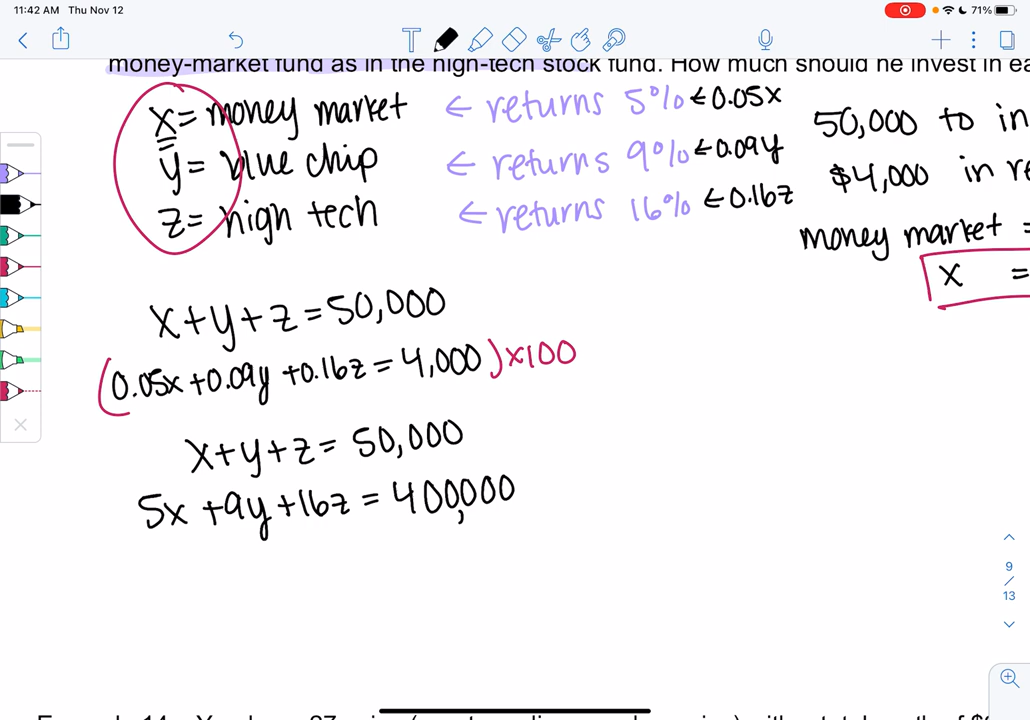 11:42 AM Thu Nov 12
71%
money-market fund as in the high-tech stock fund. How much should he invest in ea
x = money market ← returns 5% ← 0.05x
y = blue chip ← returns 9% ← 0.09y
z = high tech ← returns 16% ← 0.16z
50,000 to in
$4,000 in re
money market =
x =
x+y+z = 50,000
(0.05x + 0.09y + 0.16z = 4,000) x100
x+y+z = 50,000
5x + 9y + 16z = 400,000
9
/
13